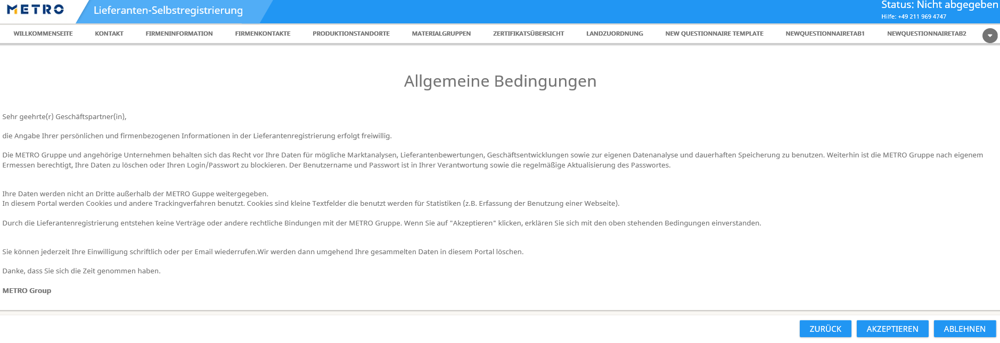 METRO
Lieferanten-Selbstregistrierung
Status: Nicht abgegeben
Hilfe: +49 211 969 4747
WILLKOMMENSEITE KONTAKT FIRMENINFORMATION FIRMENKONTAKTE PRODUKTIONSTANDORTE MATERIALGRUPPEN ZERTIFIKATSÜBERSICHT LANDZUORDNUNG NEW QUESTIONNAIRE TEMPLATE NEWQUESTIONNAIRETAB1 NEWQUESTIONNAIRETAB2
Allgemeine Bedingungen
Sehr geehrte(r) Geschäftspartner(in),
die Angabe Ihrer persönlichen und firmenbezogenen Informationen in der Lieferantenregistrierung erfolgt freiwillig.
Die METRO Gruppe und angehörige Unternehmen behalten sich das Recht vor Ihre Daten für mögliche Marktanalysen, Lieferantenbewertungen, Geschäftsentwicklungen sowie zur eigenen Datenanalyse und dauerhaften Speicherung zu benutzen. Weiterhin ist die METRO Gruppe nach eigenem
Ermessen berechtigt, Ihre Daten zu löschen oder Ihren Login/Passwort zu blockieren. Der Benutzername und Passwort ist in Ihrer Verantwortung sowie die regelmäßige Aktualisierung des Passwortes.
Ihre Daten werden nicht an Dritte außerhalb der METRO Guppe weitergegeben.
In diesem Portal werden Cookies und andere Trackingverfahren benutzt. Cookies sind kleine Textfelder die benutzt werden für Statistiken (z.B. Erfassung der Benutzung einer Webseite).
Durch die Lieferantenregistrierung entstehen keine Verträge oder andere rechtliche Bindungen mit der METRO Gruppe. Wenn Sie auf "Akzeptieren" klicken, erklären Sie sich mit den oben stehenden Bedingungen einverstanden.
Sie können jederzeit Ihre Einwilligung schriftlich oder per Email wiederrufen.Wir werden dann umgehend Ihre gesammelten Daten in diesem Portal löschen.
Danke, dass Sie sich die Zeit genommen haben.
METRO Group
ZURÜCK AKZEPTIEREN ABLEHNEN